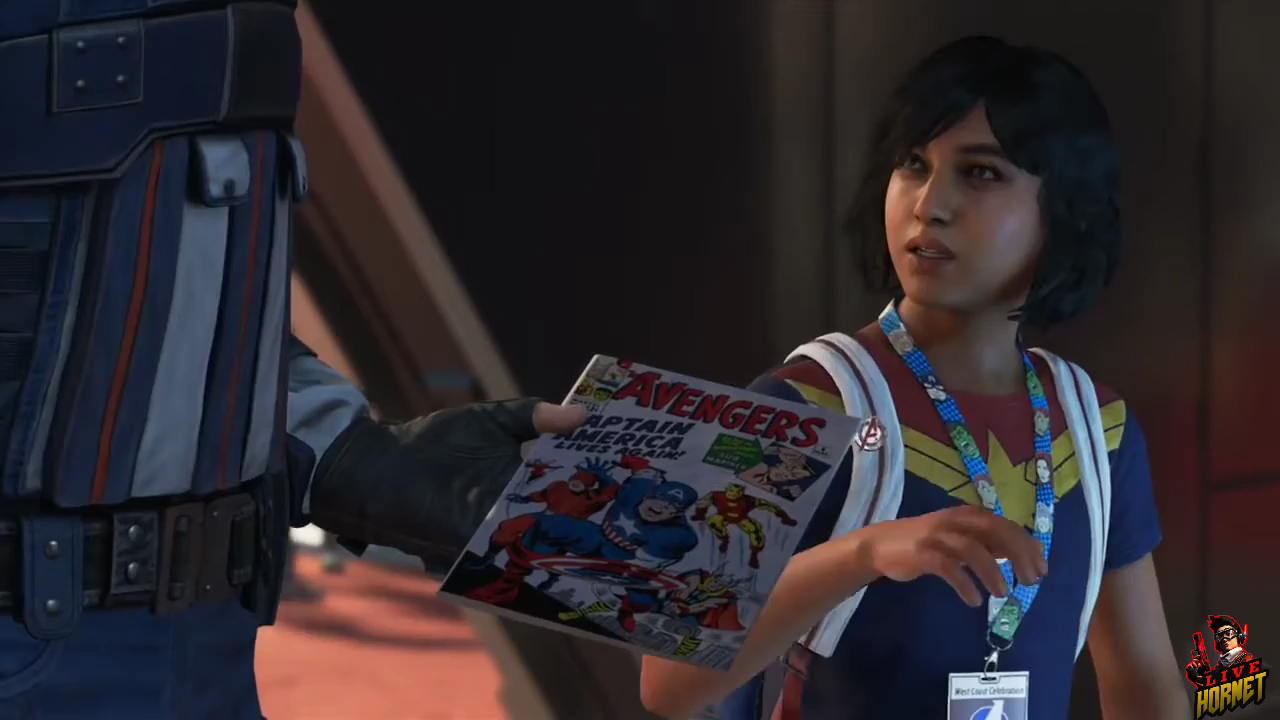 AVENGERS
CAPTAIN
AMERICA
LIVES AGAIN!
West Coast Celebration
LIVE
HORNET